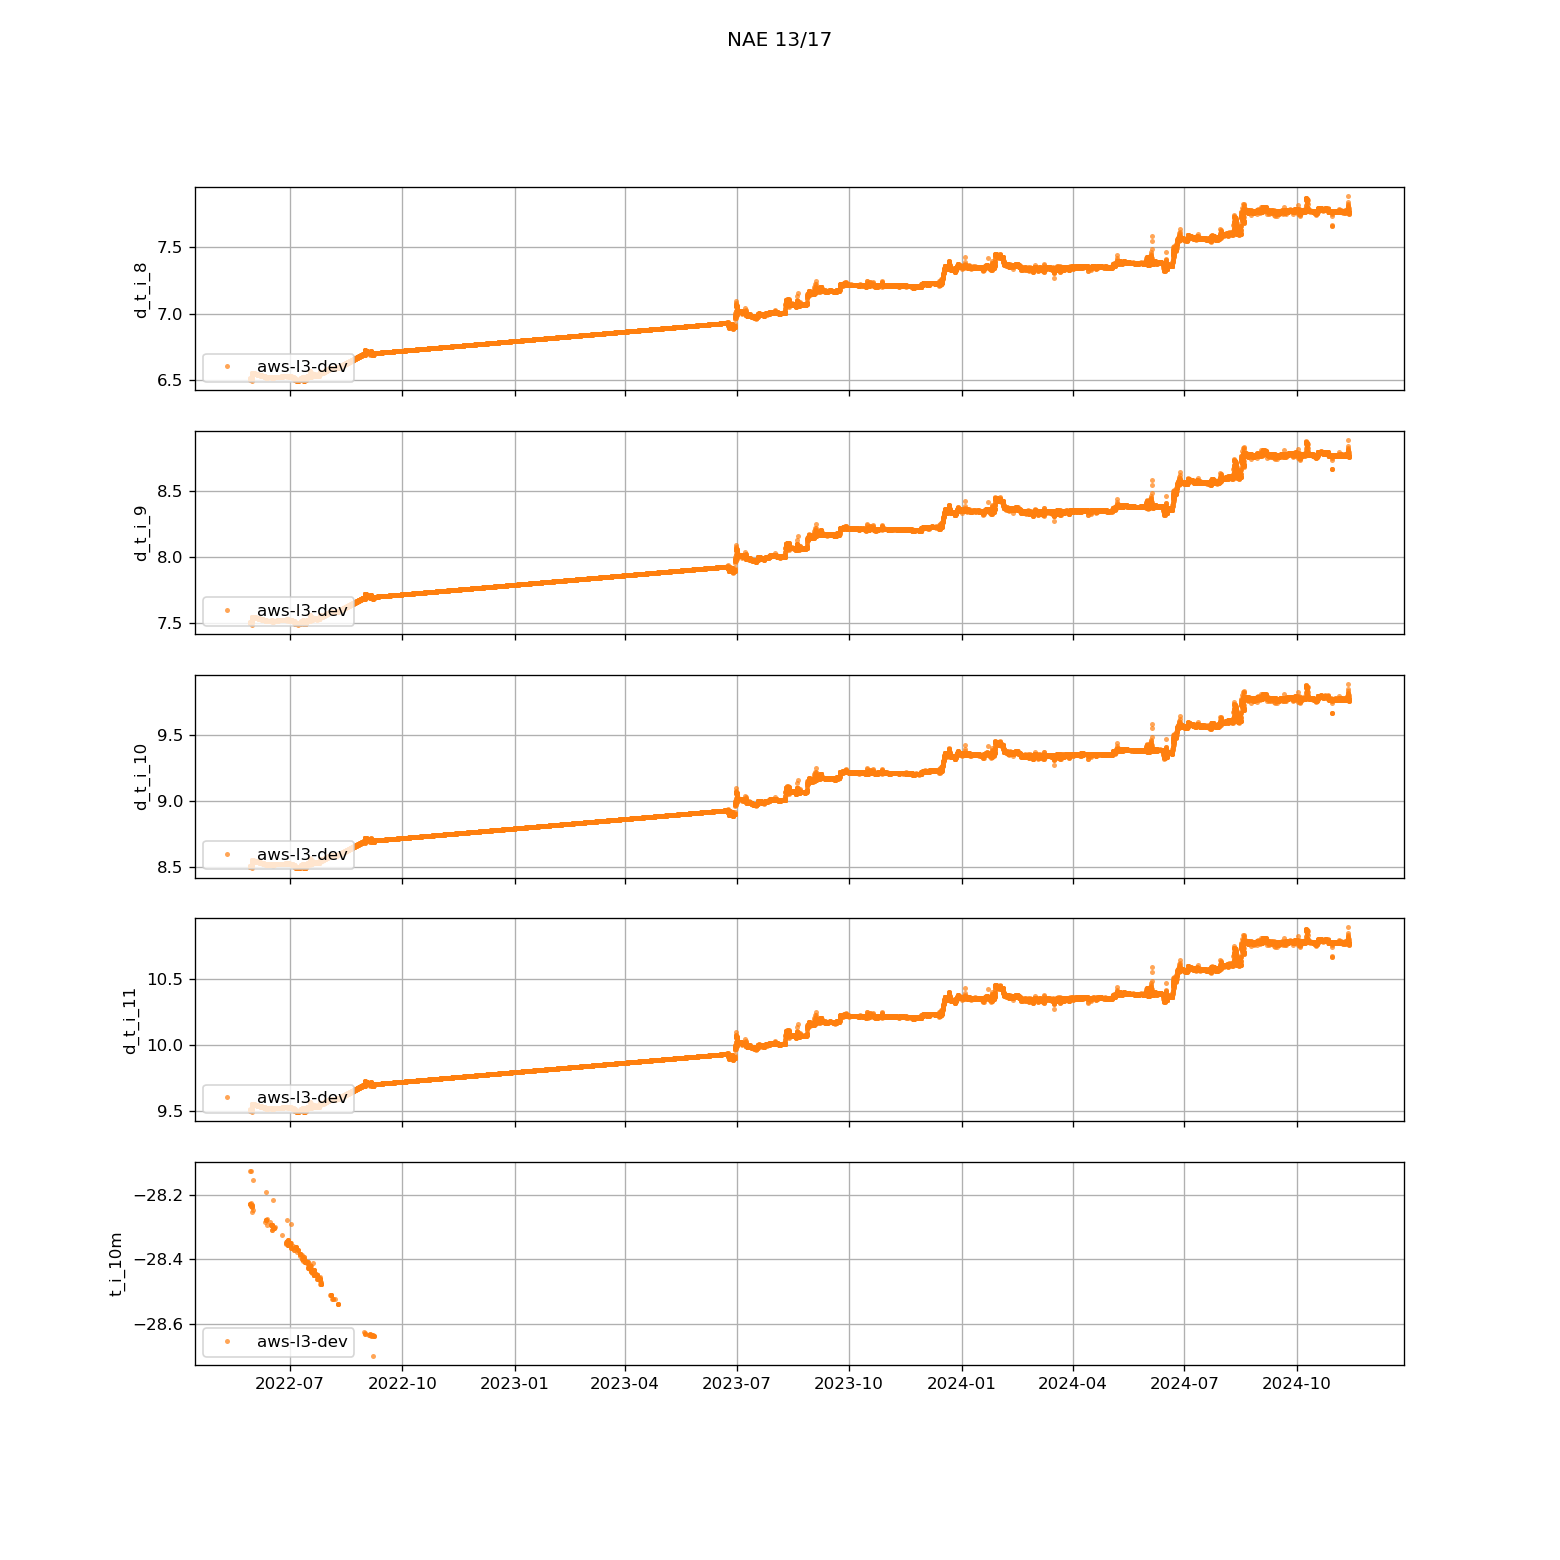 NAE 13/17
7.5
7.0
6.5
d_t_i_8
aws-l3-dev
8.5
8.0
7.5
d_t_i_9
aws-l3-dev
9.5
9.0
8.5
d_t_i_10
aws-l3-dev
10.5
10.0
9.5
d_t_i_11
aws-l3-dev
−28.2
−28.4
−28.6
t_i_10m
aws-l3-dev
2022-07 2022-10 2023-01 2023-04 2023-07 2023-10 2024-01 2024-04 2024-07 2024-10